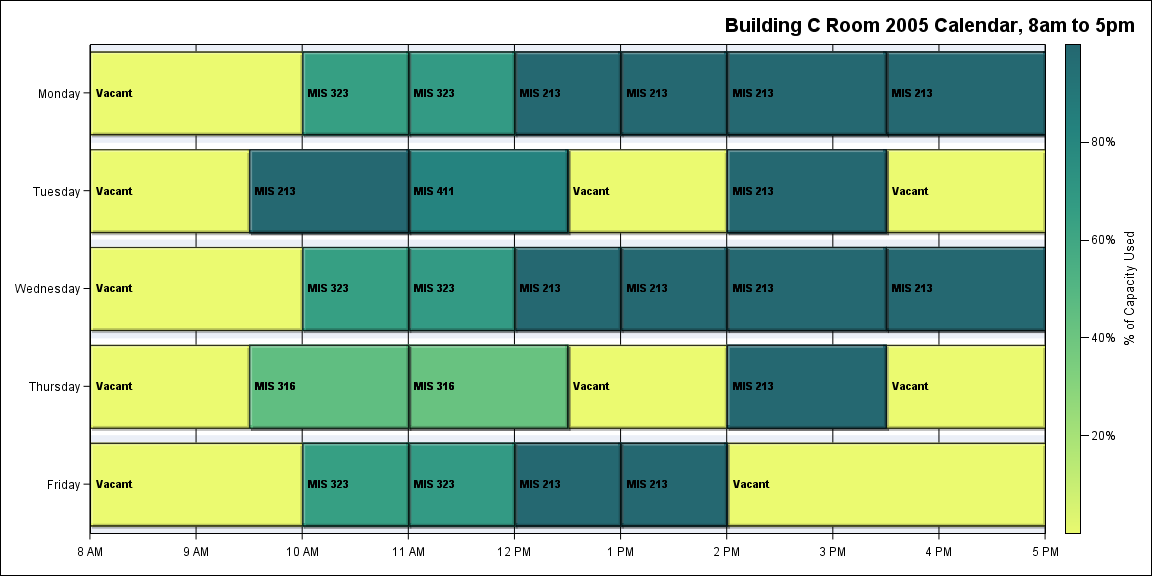 Building C Room 2005 Calendar, 8am to 5pm
Monday Vacant MIS 323 MIS 323 MIS 213 MIS 213 MIS 213 MIS 213
Tuesday Vacant MIS 213 MIS 411 Vacant MIS 213 Vacant
Wednesday Vacant MIS 323 MIS 323 MIS 213 MIS 213 MIS 213 MIS 213
Thursday Vacant MIS 316 MIS 316 Vacant MIS 213 Vacant
Friday Vacant MIS 323 MIS 323 MIS 213 MIS 213 Vacant
8 AM 9 AM 10 AM 11 AM 12 PM 1 PM 2 PM 3 PM 4 PM 5 PM
80%
60%
40%
20%
% of Capacity Used